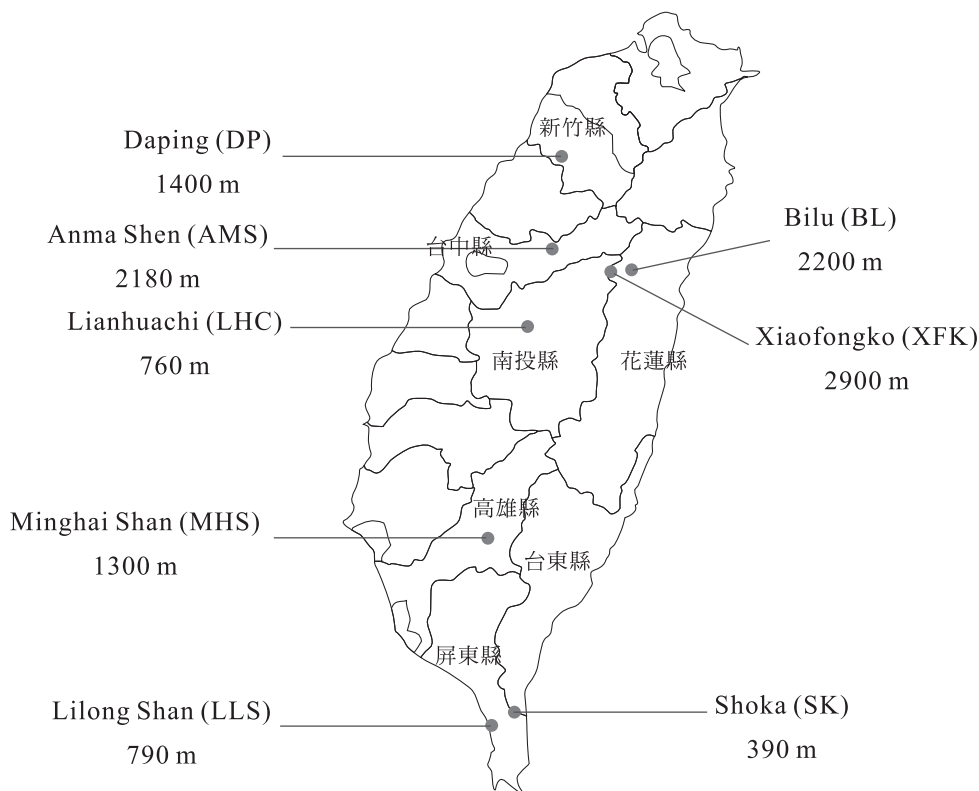 新竹縣
Daping (DP)
1400 m
Anma Shen (AMS)
2180 m
台中縣
Bilu (BL)
2200 m
Lianhuachi (LHC)
760 m
Xiaofongko (XFK)
2900 m
南投縣
花蓮縣
高雄縣
Minghai Shan (MHS)
1300 m
台東縣
屏東縣
Lilong Shan (LLS)
790 m
Shoka (SK)
390 m